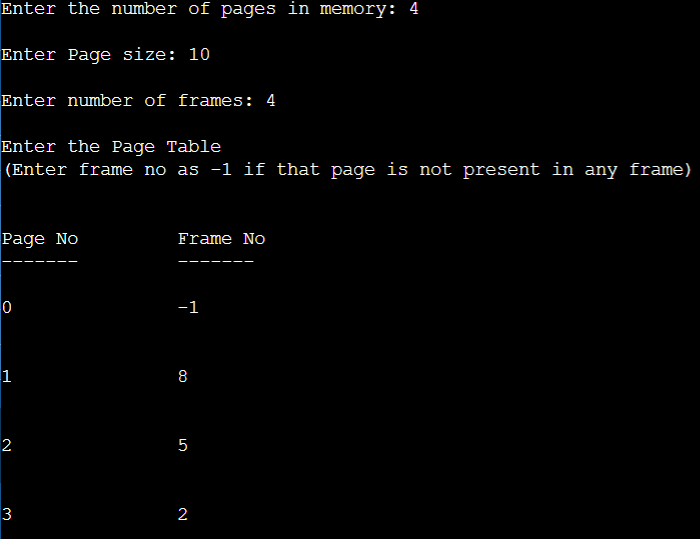 Enter the number of pages in memory: 4
Enter Page size: 10
Enter number of frames: 4
Enter the Page Table
(Enter frame no as -1 if that page is not present in any frame)
Page No Frame No
------- -------
0 -1
1 8
2 5
3 2